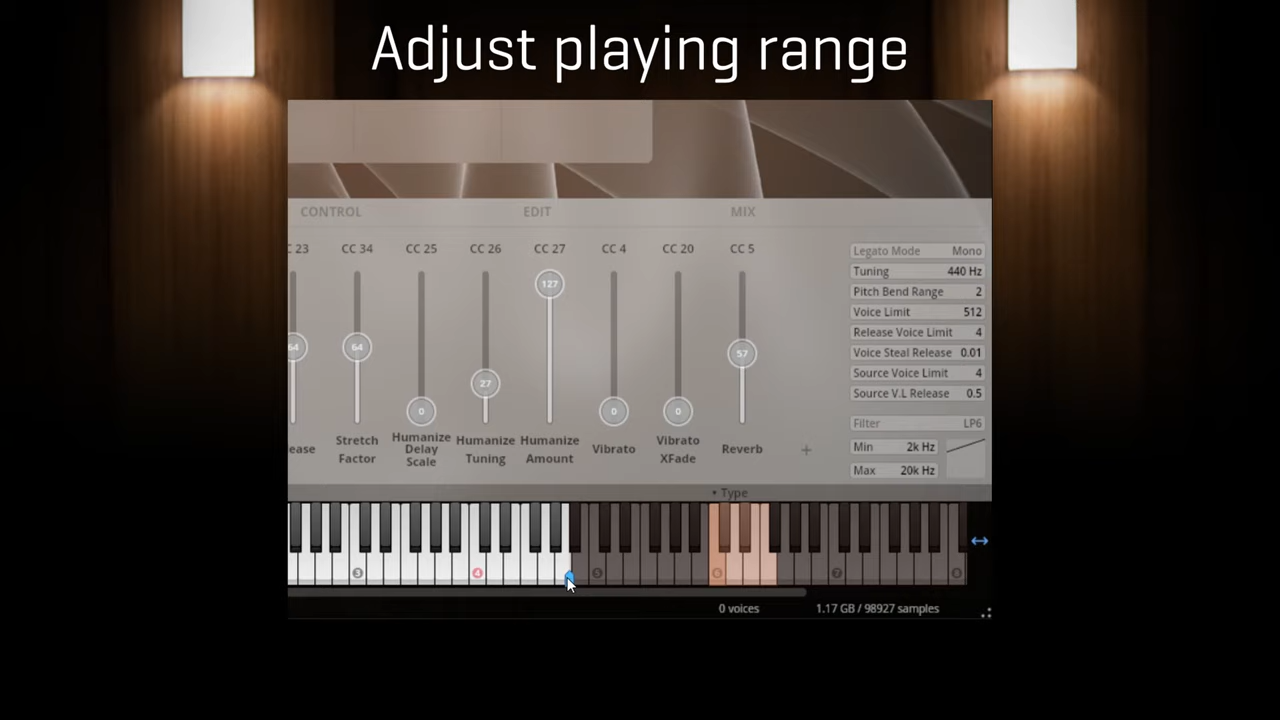 Adjust playing range
CONTROL EDIT MIX
C 23 CC 34 CC 25 CC 26 CC 27 CC 4 CC 20 CC 5
64 64 0 27 127 0 0 57
ease
Stretch
Factor
Humanize
Delay
Scale
Humanize
Tuning
Humanize
Amount
Vibrato
Vibrato
XFade
Reverb
+
Legato Mode Mono
Tuning 440 Hz
Pitch Bend Range 2
Voice Limit 512
Release Voice Limit 4
Voice Steal Release 0.01
Source Voice Limit 4
Source V.L Release 0.5
Filter LP6
Min 2k Hz
Max 20k Hz
Type
3 4 5 6 7 8
0 voices 1.17 GB / 98927 samples